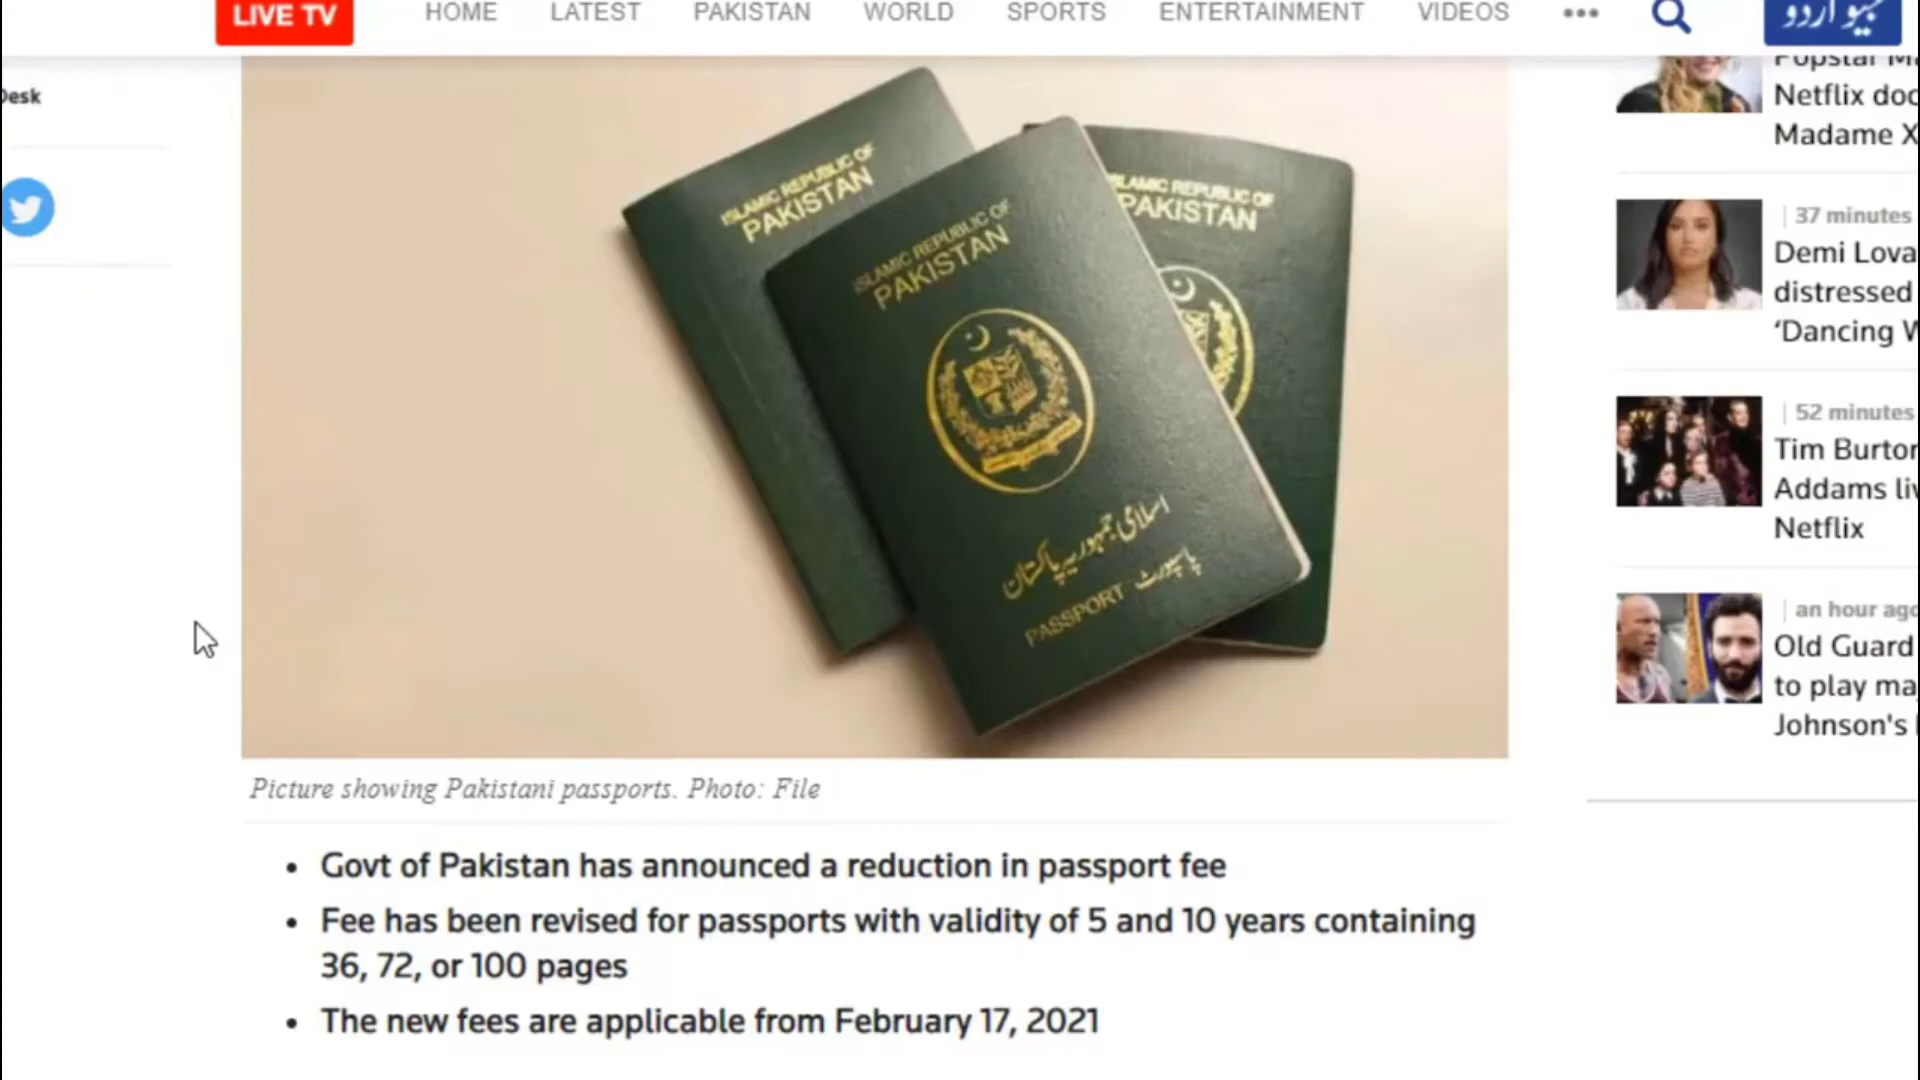 LIVE TV
HOME
LATEST
PAKISTAN
WORLD
SPORTS
ENTERTAINMENT
VIDEOS
جیو اردو
Desk
ISLAMIC REPUBLIC OF
PAKISTAN
ISLAMIC REPUBLIC OF
PAKISTAN
اسلامی جمہوریہ پاکستان
PASSPORT پاسپورٹ
ISLAMIC REPUBLIC OF
PAKISTAN
Picture showing Pakistani passports. Photo: File
• Govt of Pakistan has announced a reduction in passport fee
• Fee has been revised for passports with validity of 5 and 10 years containing
36, 72, or 100 pages
• The new fees are applicable from February 17, 2021
Popstar
Netflix doc
Madame X
| 37 minutes
Demi Lova
distressed
‘Dancing W
| 52 minutes
Tim Burton
Addams liv
Netflix
| an hour ago
Old Guard
to play ma
Johnson's